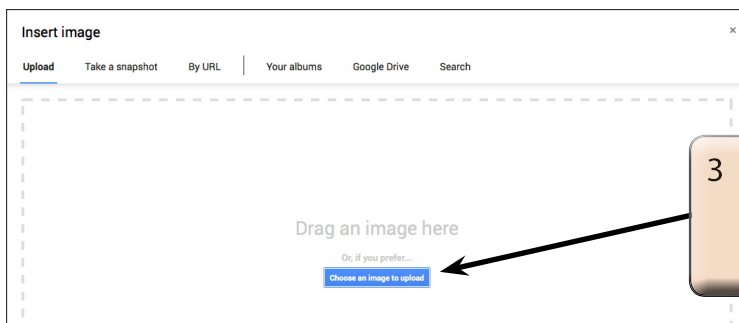 Insert image
×
Upload Take a snapshot By URL Your albums Google Drive Search
Drag an image here
3
Or, if you prefer...
Choose an image to upload